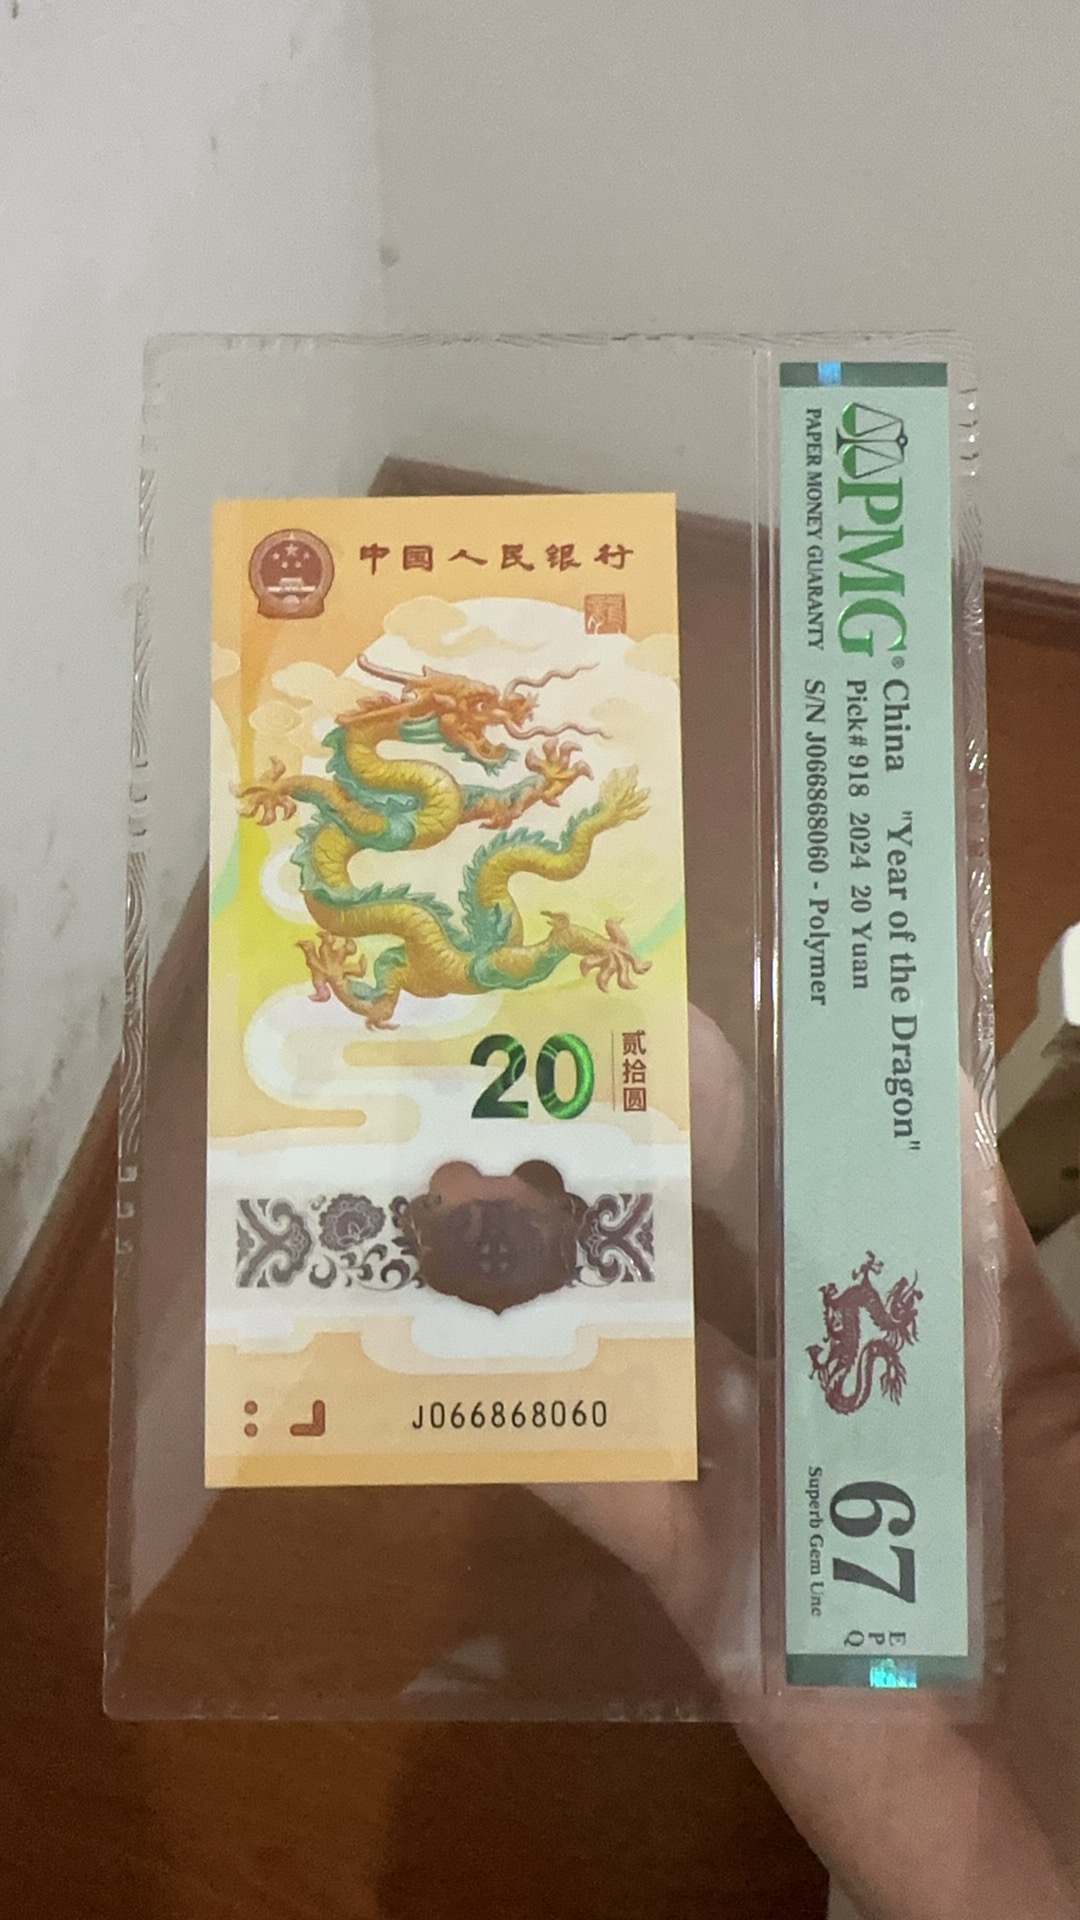 中国人民银行
龍
20
贰拾圆
J066868060
PMG®
PAPER MONEY GUARANTY
China "Year of the Dragon"
Pick# 918 2024 20 Yuan
S/N J066868060 - Polymer
67
Superb Gem Unc
EPQ